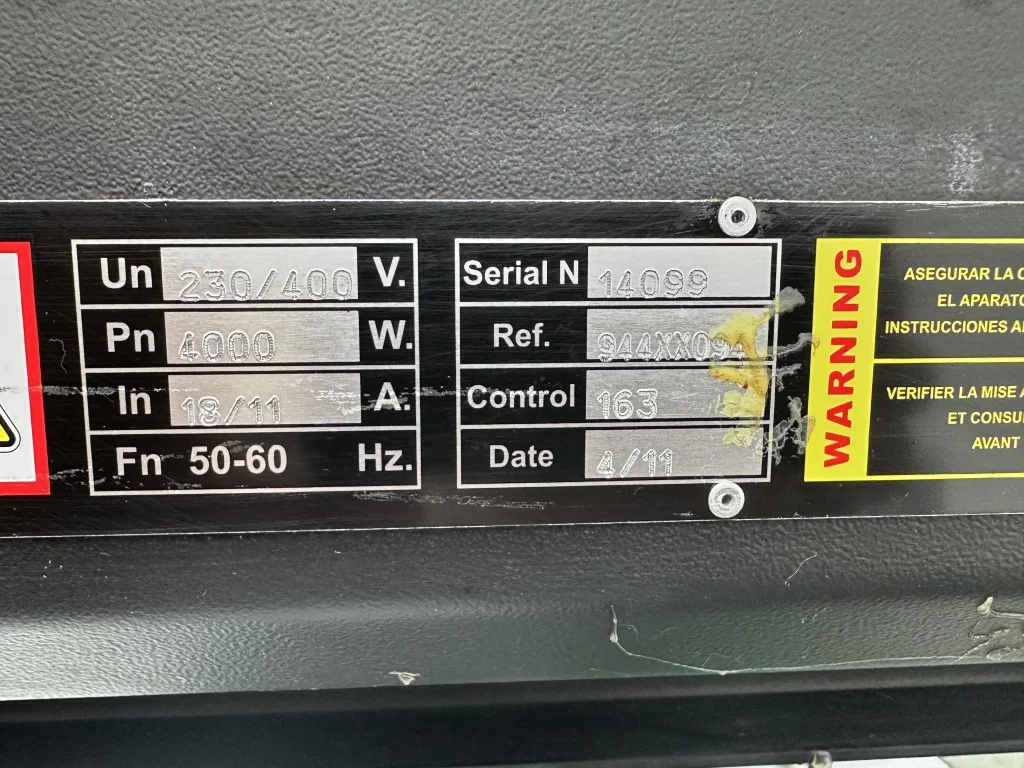 Un 230/400 V.
Pn 4000 W.
In 18/11 A.
Fn 50-60 Hz.
Serial N 14099
Ref. 944XX094
Control 163
Date 4/11
WARNING
ASEGURAR LA
EL APARATO
INSTRUCCIONES
VERIFIER LA MISE
ET
AVANT